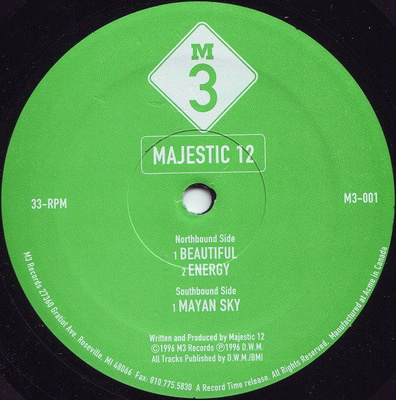 M
3
MAJESTIC 12
33-RPM
M3-001
Northbound Side
1 BEAUTIFUL
2 ENERGY
Southbound Side
1 MAYAN SKY
Written and Produced by Majestic 12
©1996 M3 Records ℗1996 D.W.M.
All Tracks Published by D.W.M./BMI
M3 Records 27360 Gratiot Ave. Roseville, Mi 48066 Fax. 810.775.5830 A Record Time release. All Rights Reserved. Manufactured at Acme in Canada